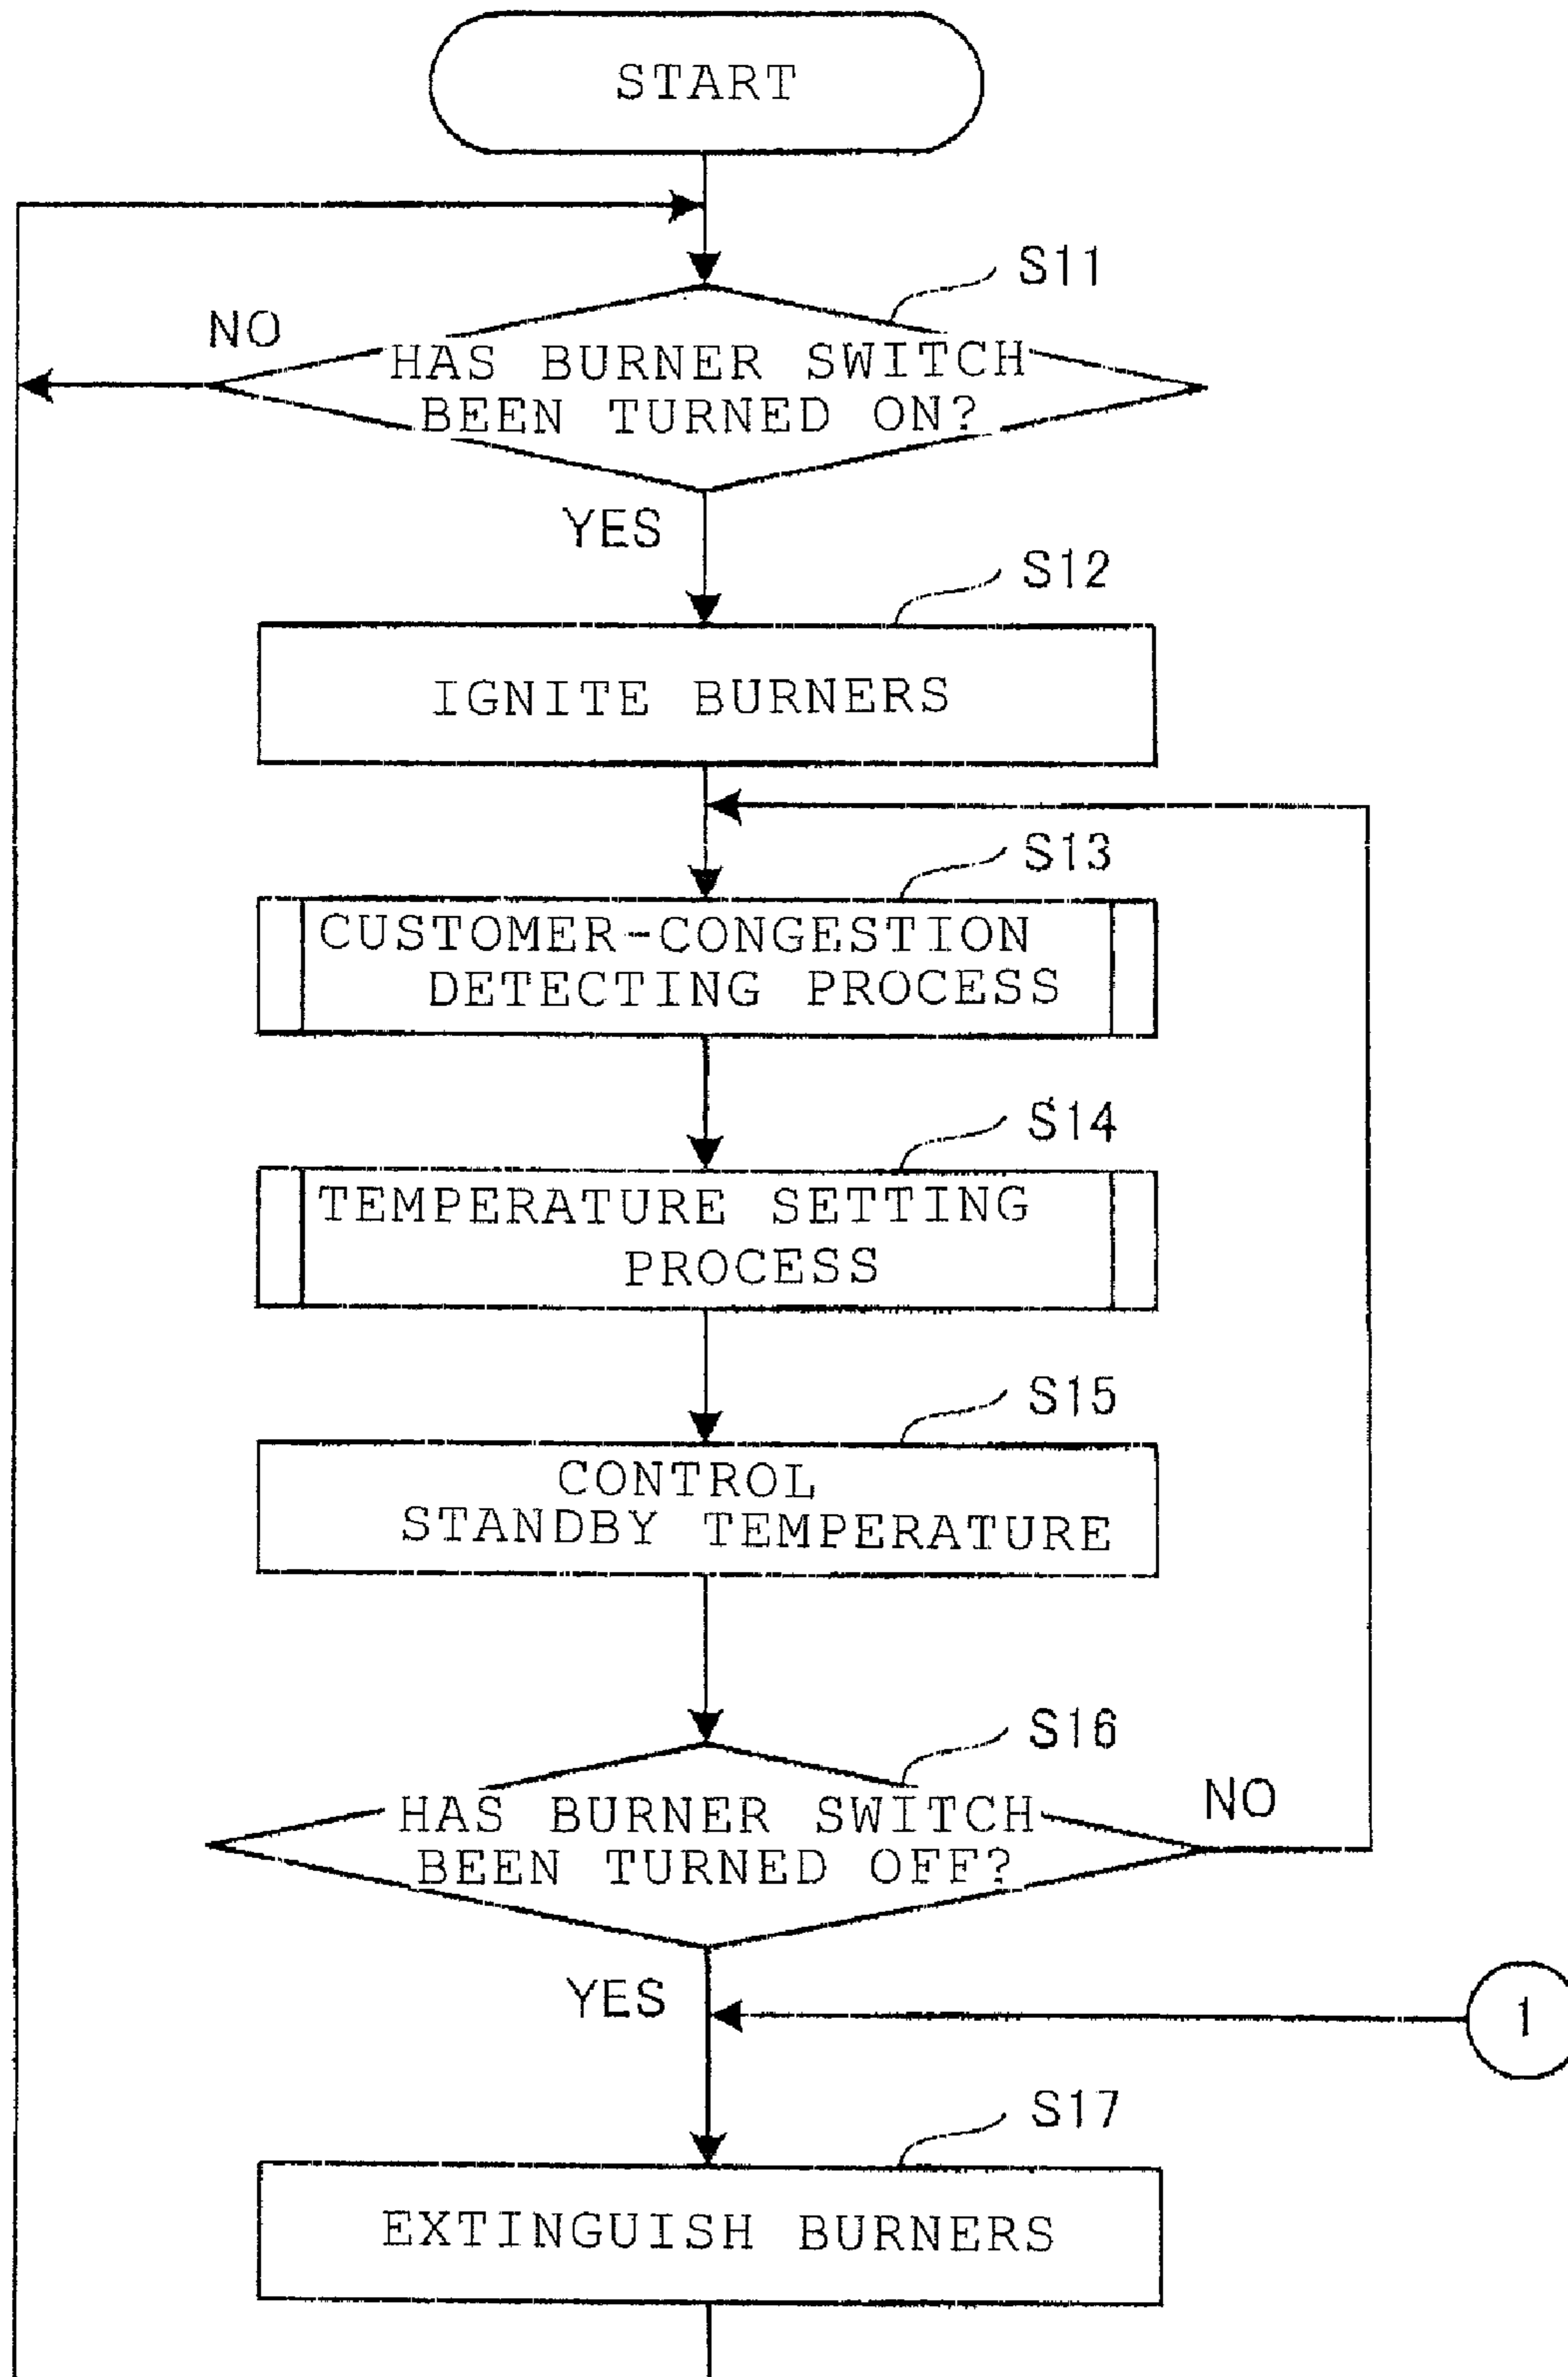 START
S11
NO
HAS BURNER SWITCH
BEEN TURNED ON?
YES
S12
IGNITE BURNERS
S13
CUSTOMER-CONGESTION
DETECTING PROCESS
S14
TEMPERATURE SETTING
PROCESS
S15
CONTROL
STANDBY TEMPERATURE
S16
HAS BURNER SWITCH
BEEN TURNED OFF?
NO
YES
1
S17
EXTINGUISH BURNERS